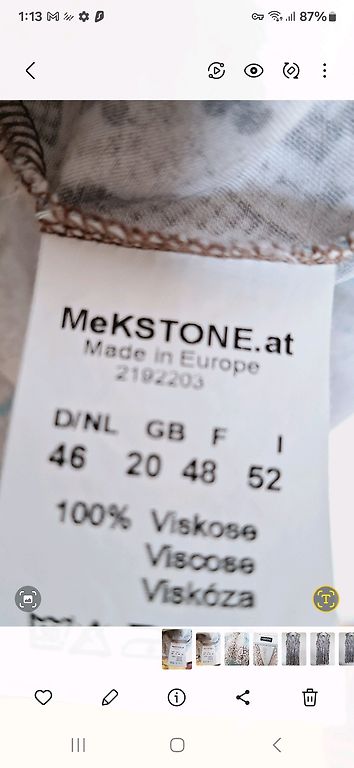 1:13
87%
MeKSTONE.at
Made in Europe
2192203
D/NL GB F I
46 20 48 52
100% Viskose
Viscose
Viskóza
T